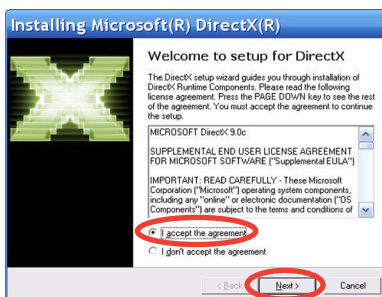 Installing Microsoft(R) DirectX(R)
Welcome to setup for DirectX
The DirectX setup wizard guides you through installation of
DirectX Runtime Components. Please read the following
license agreement. Press the PAGE DOWN key to see the rest
of the agreement. You must accept the agreement to continue
the setup.
MICROSOFT DirectX 9.0c
SUPPLEMENTAL END USER LICENSE AGREEMENT
FOR MICROSOFT SOFTWARE ("Supplemental EULA")
IMPORTANT: READ CAREFULLY - These Microsoft
Corporation ("Microsoft") operating system components,
including any "online" or electronic documentation ("OS
Components") are subject to the terms and conditions of
I accept the agreement
I don't accept the agreement
< Back
Next >
Cancel